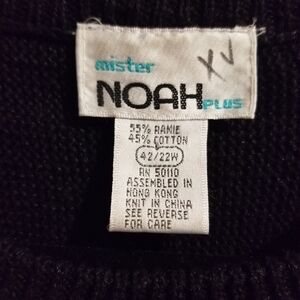 mister
NOAH PLUS
55% RAMIE
45% COTTON
42/22W
RN 50110
ASSEMBLED IN
HONG KONG
KNIT IN CHINA
SEE REVERSE
FOR CARE